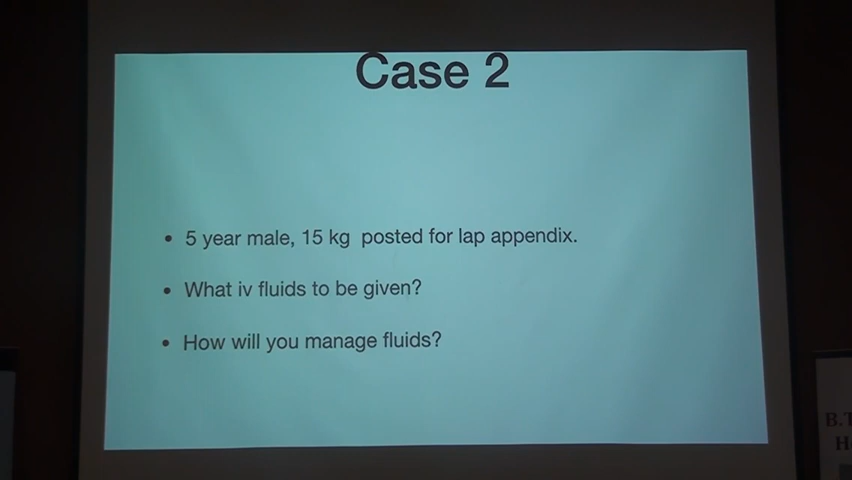 Case 2
• 5 year male, 15 kg posted for lap appendix.
• What iv fluids to be given?
• How will you manage fluids?
B.T
H